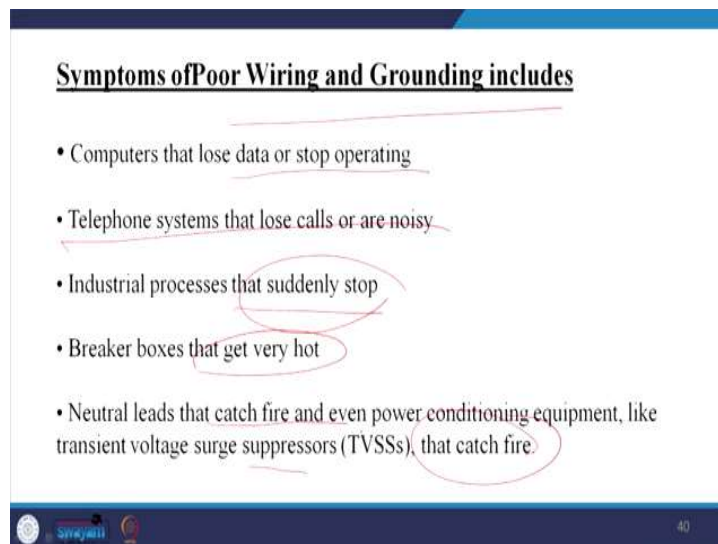 Symptoms ofPoor Wiring and Grounding includes
• Computers that lose data or stop operating
• Telephone systems that lose calls or are noisy
• Industrial processes that suddenly stop
• Breaker boxes that get very hot
• Neutral leads that catch fire and even power conditioning equipment, like
transient voltage surge suppressors (TVSSs), that catch fire.
swayam
40